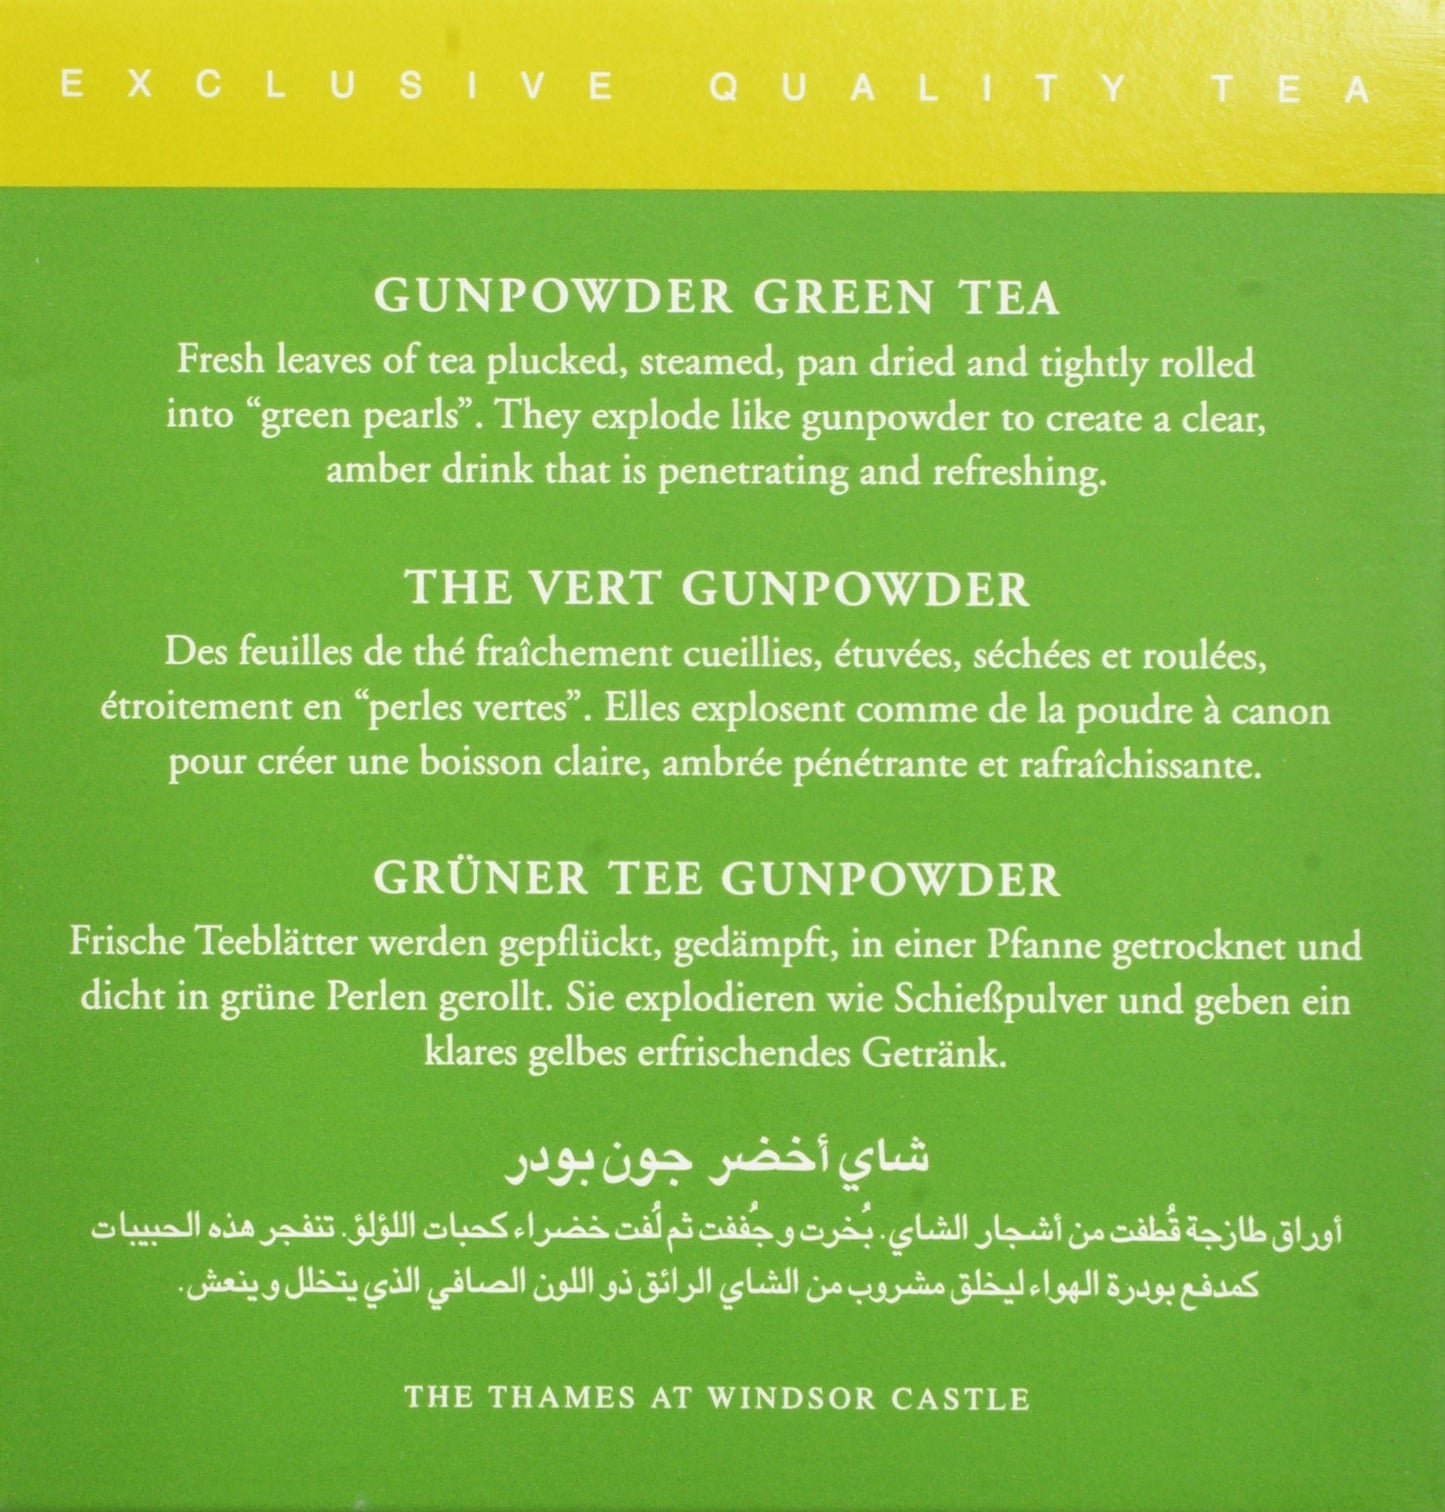 EXCLUSIVE QUALITY TEA
GUNPOWDER GREEN TEA
Fresh leaves of tea plucked, steamed, pan dried and tightly rolled
into “green pearls”. They explode like gunpowder to create a clear,
amber drink that is penetrating and refreshing.
THE VERT GUNPOWDER
Des feuilles de thé fraîchement cueillies, étuvées, séchées et roulées,
étroitement en “perles vertes”. Elles explosent comme de la poudre à canon
pour créer une boisson claire, ambrée pénétrante et rafraîchissante.
GRÜNER TEE GUNPOWDER
Frische Teeblätter werden gepflückt, gedämpft, in einer Pfanne getrocknet und
dicht in grüne Perlen gerollt. Sie explodieren wie Schießpulver und geben ein
klares gelbes erfrischendes Getränk.
شاي أخضر جون بودر
أوراق طازجة قُطفت من أشجار الشاي. بُخرت و جُففت ثم لُفت خضراء كحبات اللؤلؤ. تنفجر هذه الحبيبات
كمدفع بودرة الهواء ليخلق مشروب من الشاي الرائق ذو اللون الصافي الذي يتخلل و ينعش.
THE THAMES AT WINDSOR CASTLE